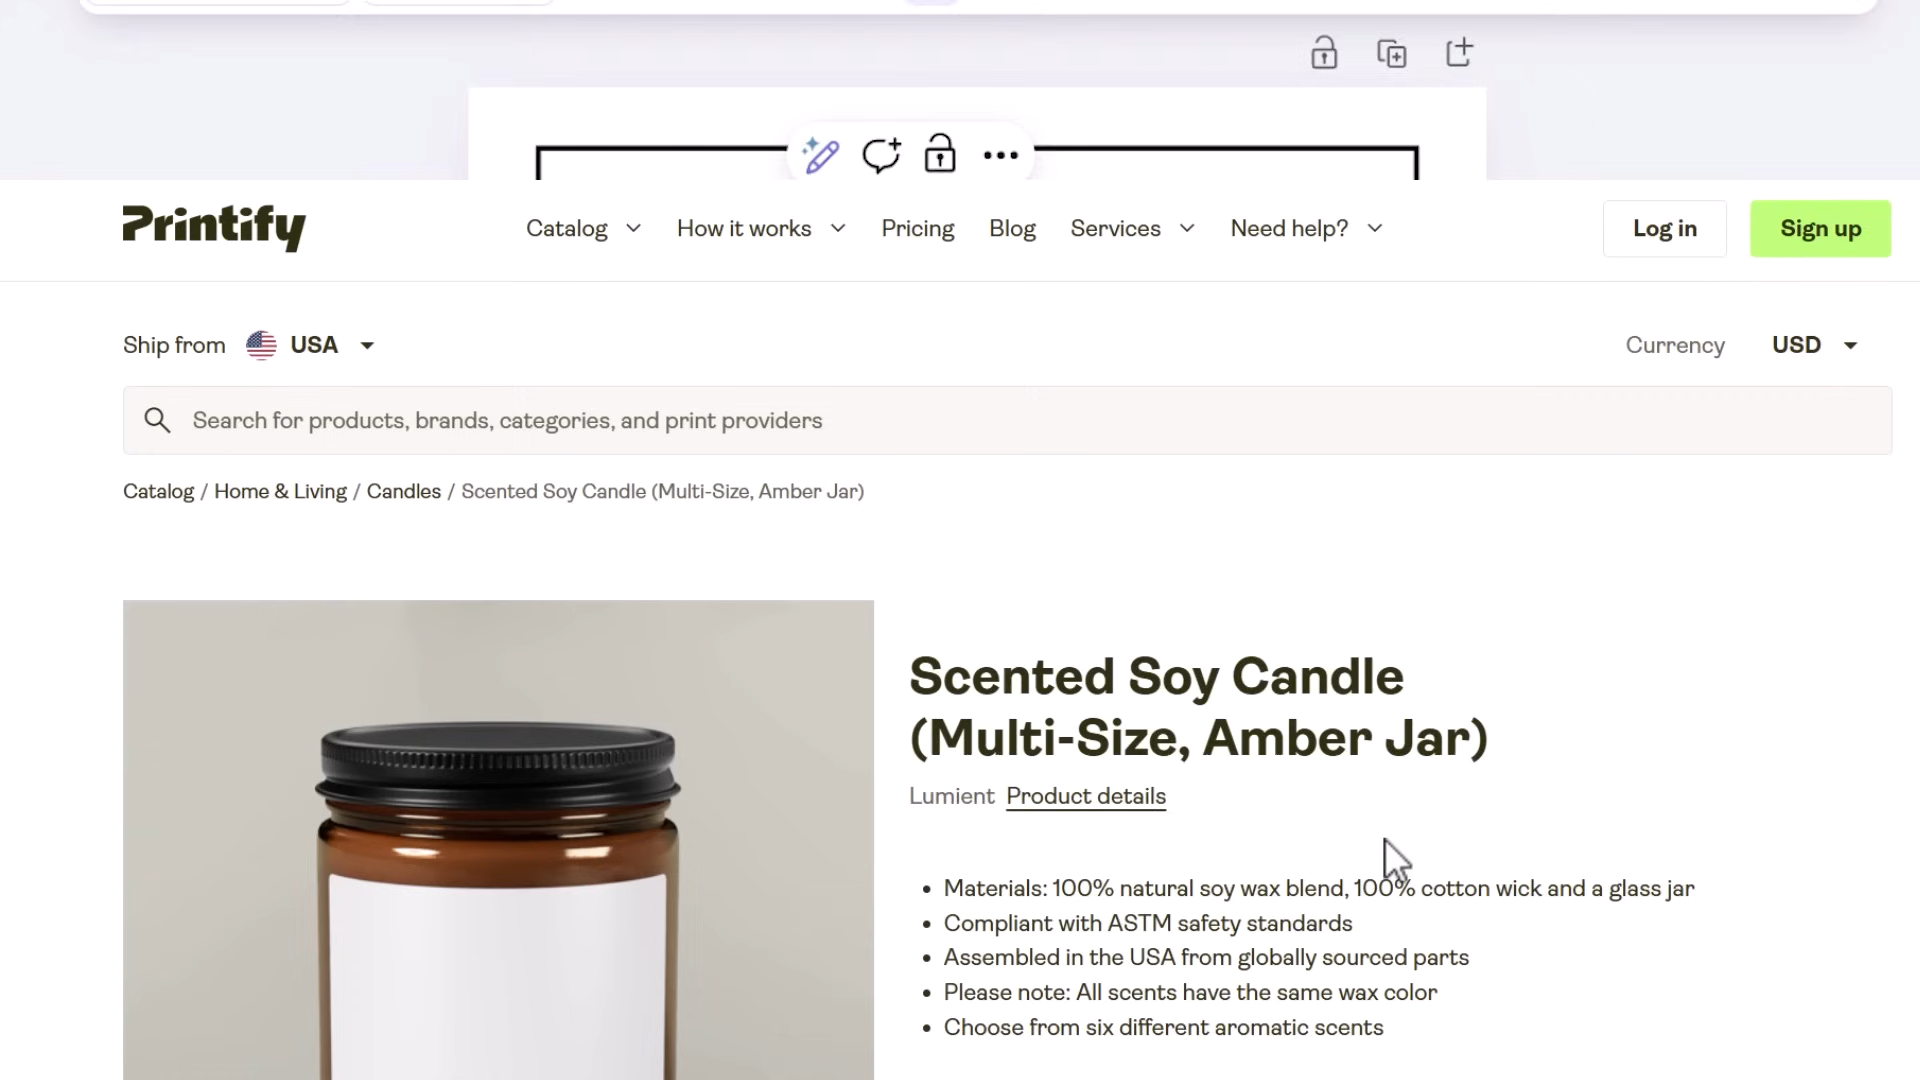 Printify
Catalog
How it works
Pricing
Blog
Services
Need help?
Log in
Sign up
Ship from USA
Currency USD
Search for products, brands, categories, and print providers
Catalog / Home & Living / Candles / Scented Soy Candle (Multi-Size, Amber Jar)
Scented Soy Candle
(Multi-Size, Amber Jar)
Lumient Product details
Materials: 100% natural soy wax blend, 100% cotton wick and a glass jar
Compliant with ASTM safety standards
Assembled in the USA from globally sourced parts
Please note: All scents have the same wax color
Choose from six different aromatic scents